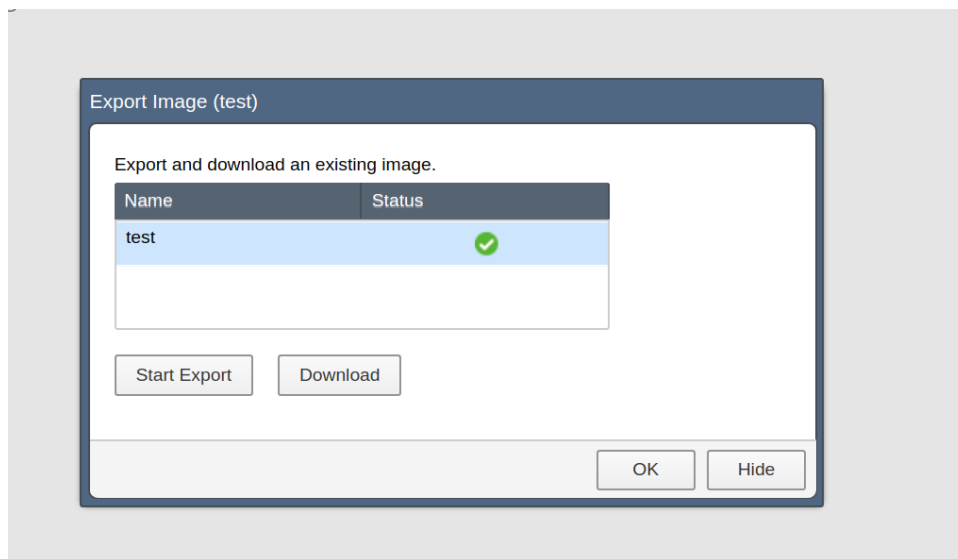 Export Image (test)
Export and download an existing image.
Name Status
test
Start Export Download
OK Hide